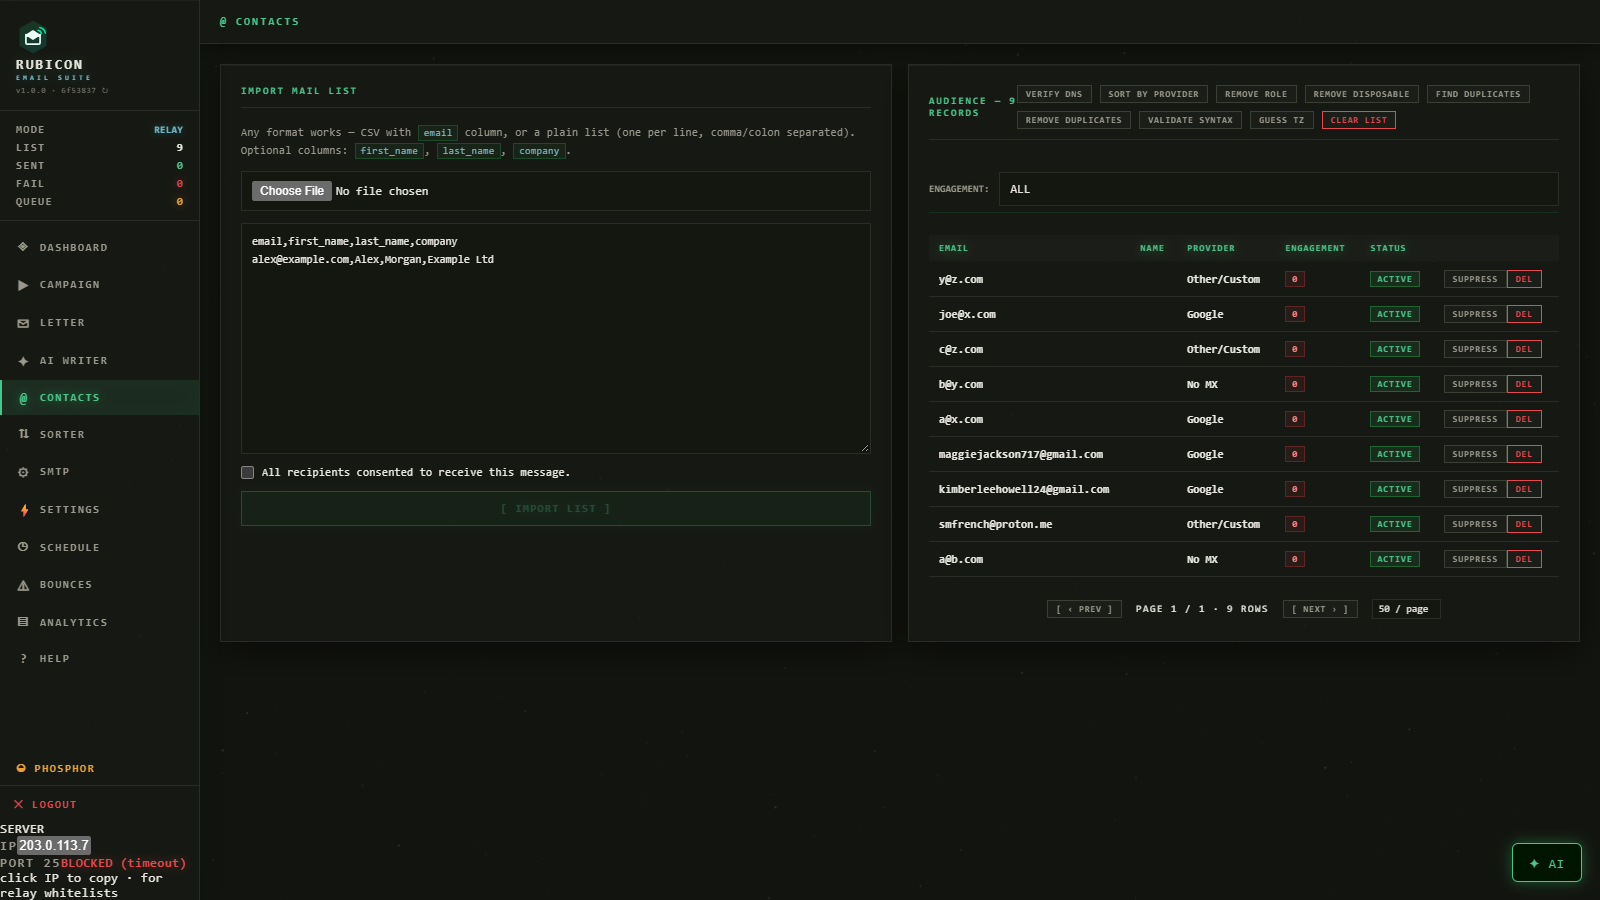 RUBICON
EMAIL SUITE
v1.0.0 · 6f53837 ↻
MODE RELAY
LIST 9
SENT 0
FAIL 0
QUEUE 0
DASHBOARD
CAMPAIGN
LETTER
AI WRITER
@ CONTACTS
SORTER
SMTP
SETTINGS
SCHEDULE
BOUNCES
ANALYTICS
? HELP
PHOSPHOR
LOGOUT
SERVER
IP 203.0.113.7
PORT 25 BLOCKED (timeout)
click IP to copy · for
relay whitelists
@ CONTACTS
IMPORT MAIL LIST
Any format works — CSV with email column, or a plain list (one per line, comma/colon separated).
Optional columns: first_name, last_name, company.
Choose File No file chosen
email,first_name,last_name,company
alex@example.com,Alex,Morgan,Example Ltd
All recipients consented to receive this message.
[ IMPORT LIST ]
AUDIENCE — 9
RECORDS
VERIFY DNS SORT BY PROVIDER REMOVE ROLE REMOVE DISPOSABLE FIND DUPLICATES
REMOVE DUPLICATES VALIDATE SYNTAX GUESS TZ CLEAR LIST
ENGAGEMENT: ALL
EMAIL NAME PROVIDER ENGAGEMENT STATUS
y@z.com Other/Custom 0 ACTIVE SUPPRESS DEL
joe@x.com Google 0 ACTIVE SUPPRESS DEL
c@z.com Other/Custom 0 ACTIVE SUPPRESS DEL
b@y.com No MX 0 ACTIVE SUPPRESS DEL
a@x.com Google 0 ACTIVE SUPPRESS DEL
maggiejackson717@gmail.com Google 0 ACTIVE SUPPRESS DEL
kimberleehowell24@gmail.com Google 0 ACTIVE SUPPRESS DEL
smfrench@proton.me Other/Custom 0 ACTIVE SUPPRESS DEL
a@b.com No MX 0 ACTIVE SUPPRESS DEL
[ ‹ PREV ] PAGE 1 / 1 · 9 ROWS [ NEXT › ] 50 / page
AI